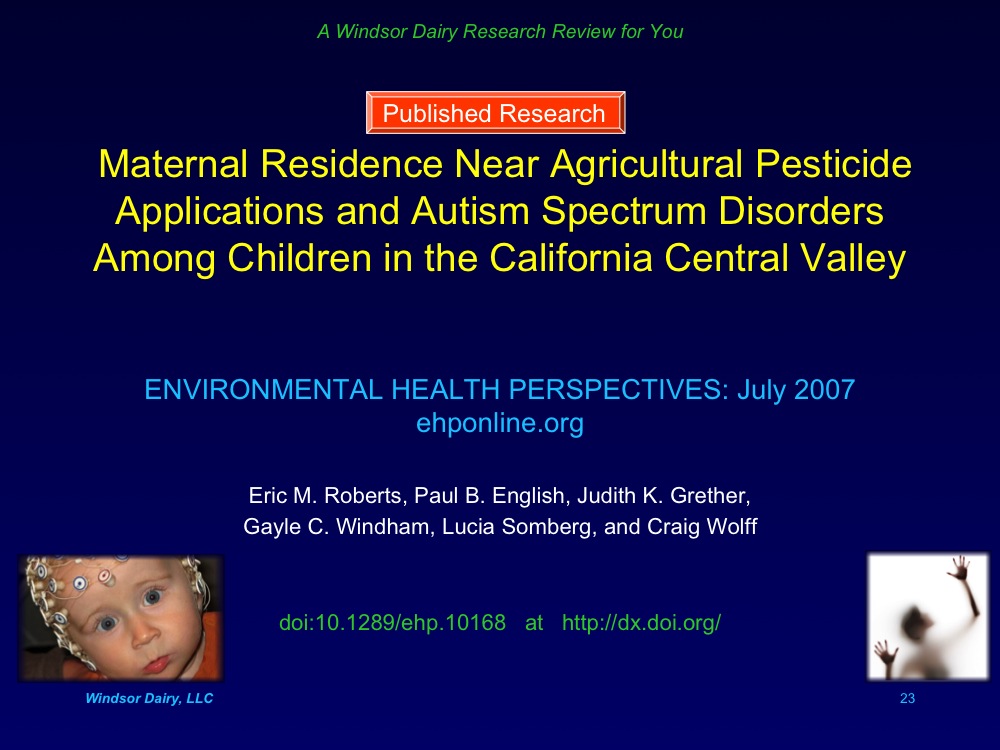 A Windsor Dairy Research Review for You
Published Research
Maternal Residence Near Agricultural Pesticide
Applications and Autism Spectrum Disorders
Among Children in the California Central Valley
ENVIRONMENTAL HEALTH PERSPECTIVES: July 2007
ehponline.org
Eric M. Roberts, Paul B. English, Judith K. Grether,
Gayle C. Windham, Lucia Somberg, and Craig Wolff
doi:10.1289/ehp.10168 at http://dx.doi.org/
Windsor Dairy, LLC
23